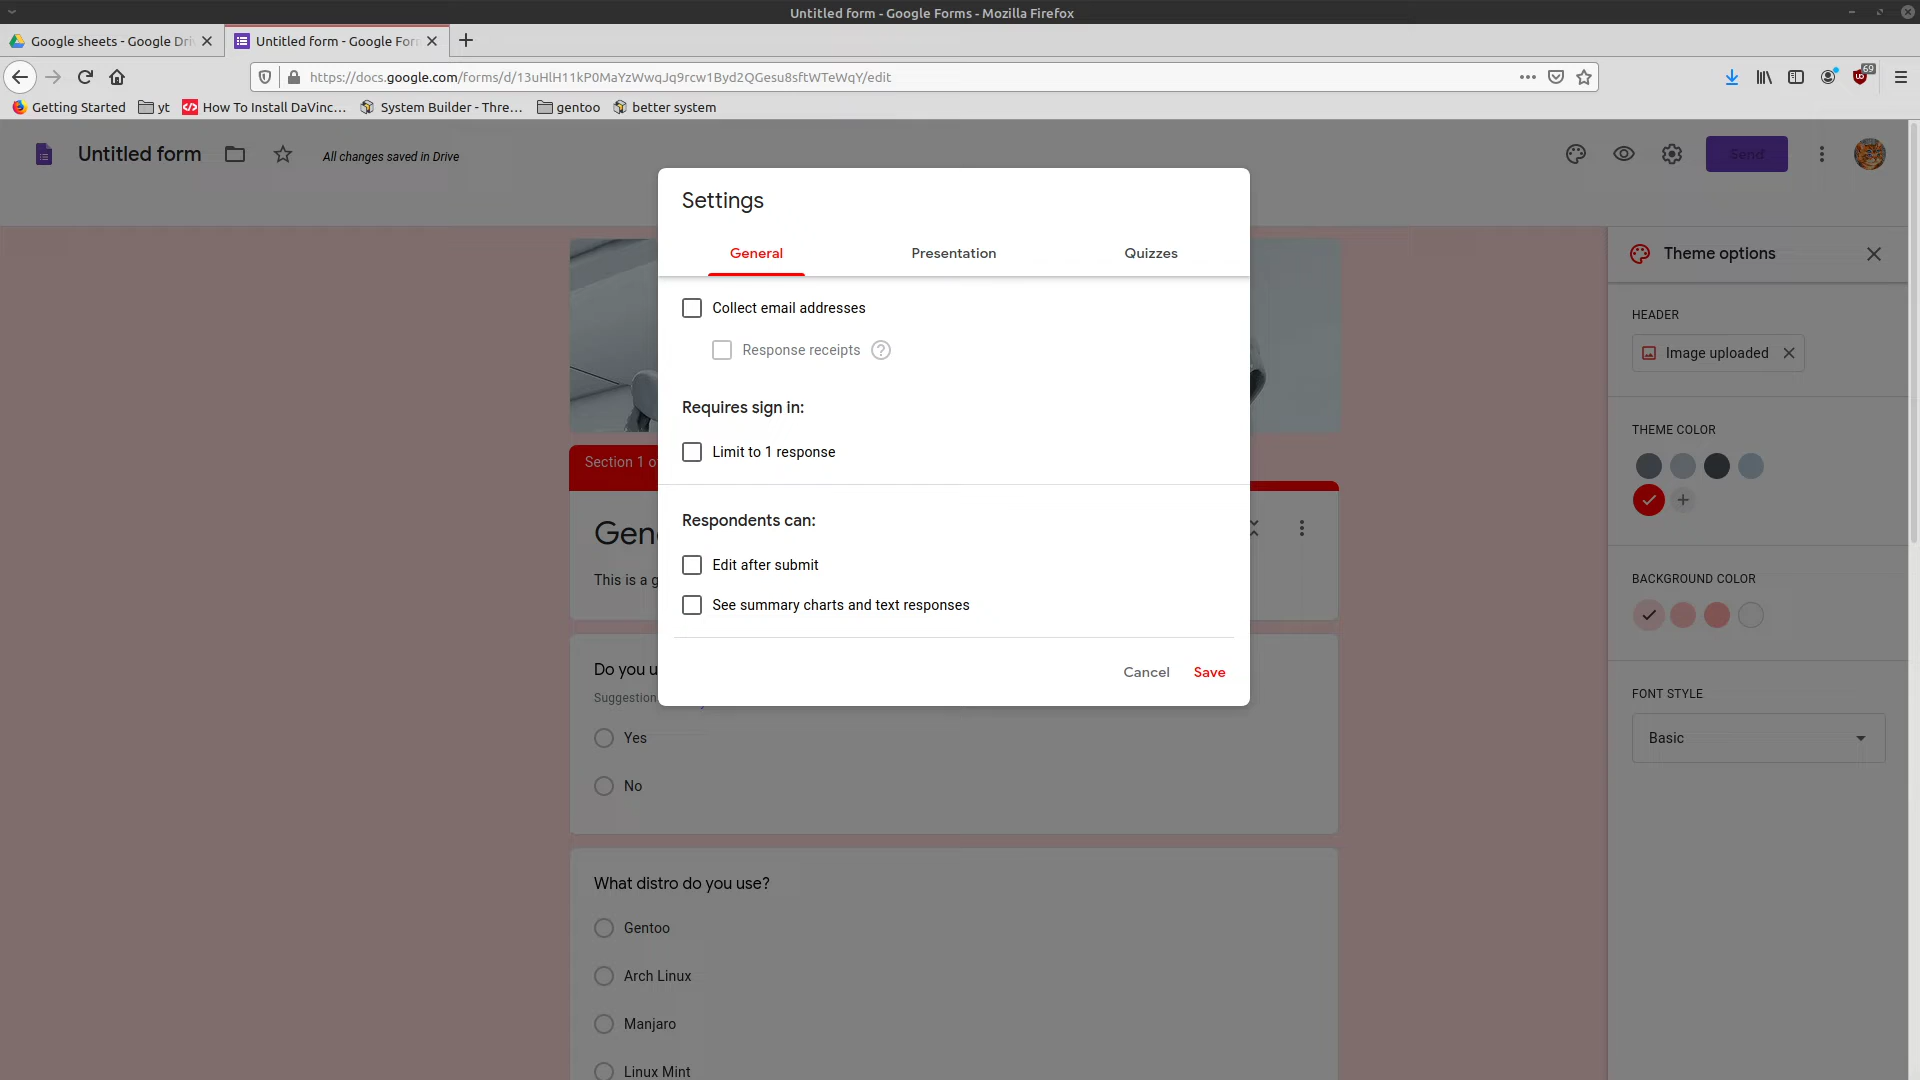 Untitled form - Google Forms - Mozilla Firefox
Google sheets - Google Dri
Untitled form - Google For
https://docs.google.com/forms/d/13uHlH11kP0MaYzWwqJq9rcw1Byd2QGesu8sftWTeWqY/edit
69
Getting Started
yt
How To Install DaVinc…
System Builder - Thre…
gentoo
better system
Untitled form
All changes saved in Drive
Send
Settings
General
Presentation
Quizzes
Collect email addresses
Response receipts
Requires sign in:
Limit to 1 response
Respondents can:
Edit after submit
See summary charts and text responses
Cancel
Save
Section 1 o
Gen
This is a g
Do you u
Suggestion
Yes
No
What distro do you use?
Gentoo
Arch Linux
Manjaro
Linux Mint
Theme options
HEADER
Image uploaded
THEME COLOR
BACKGROUND COLOR
FONT STYLE
Basic